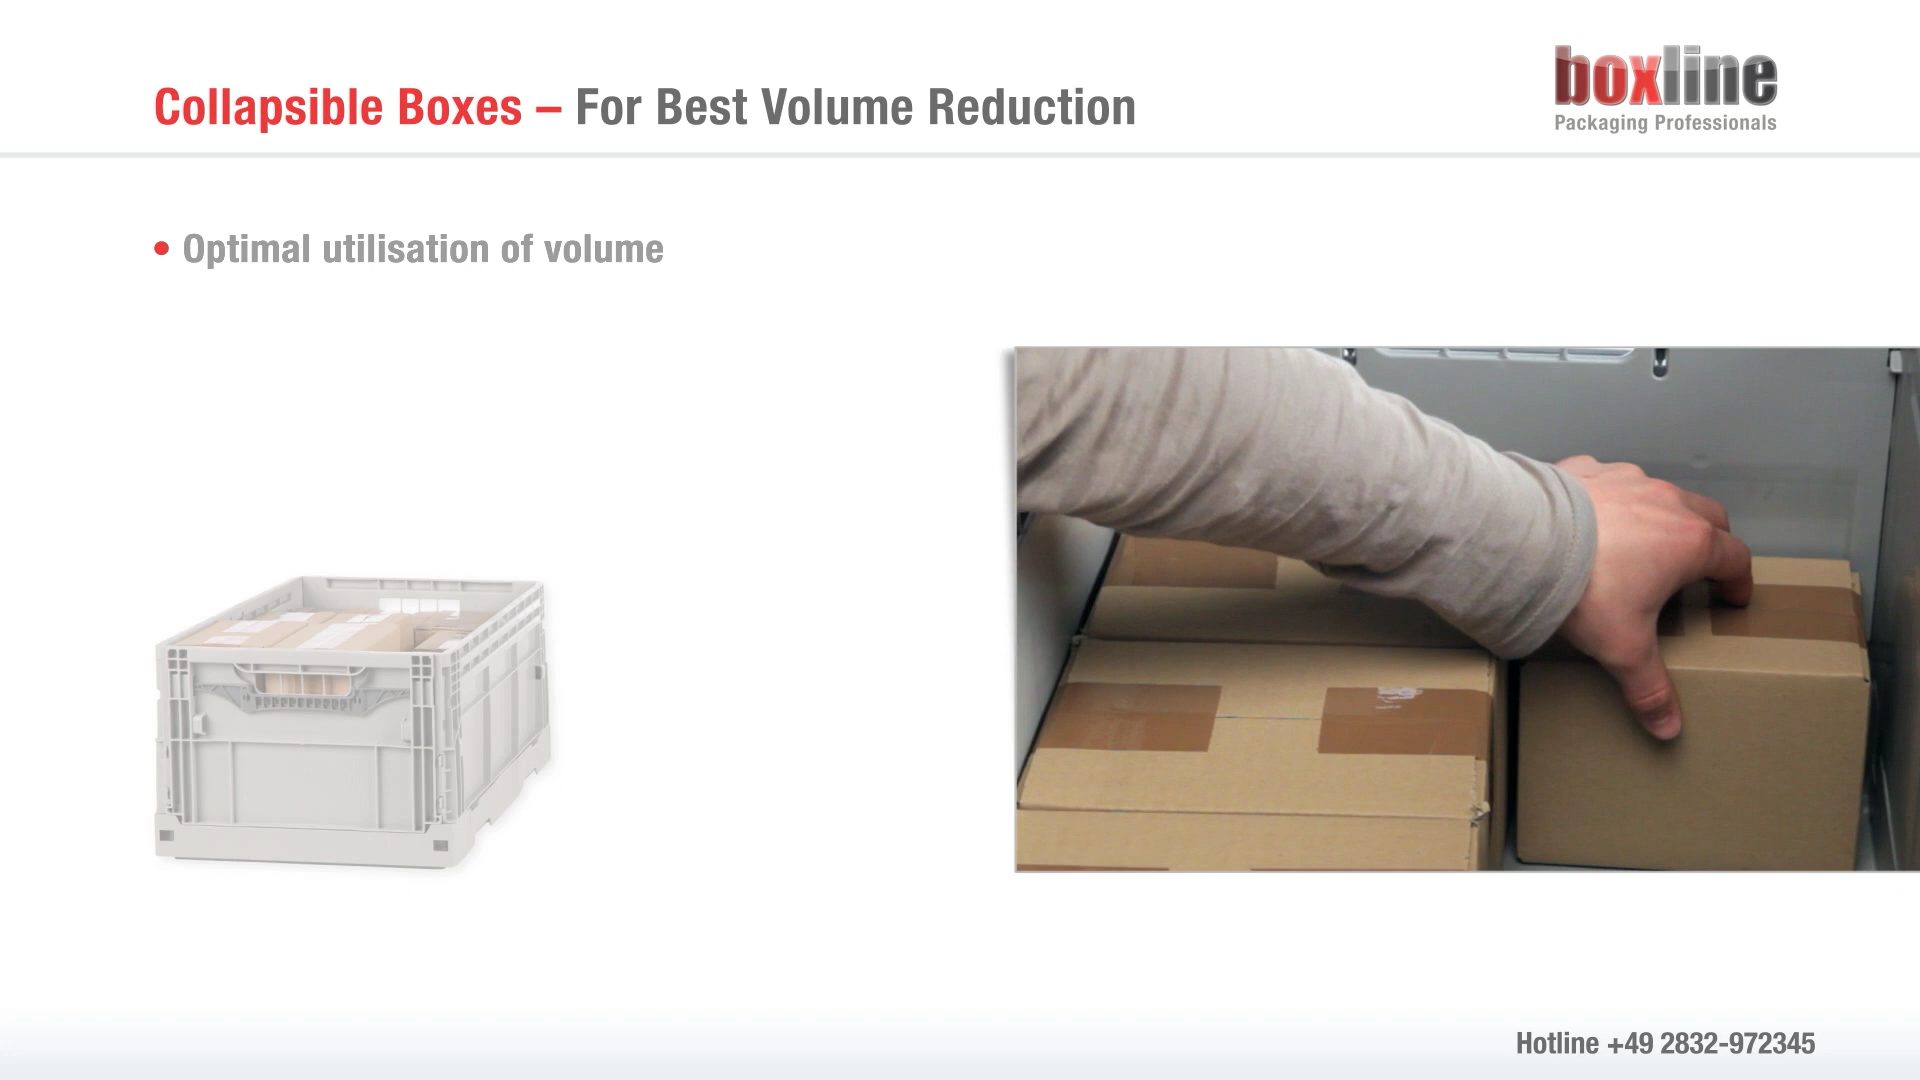 Collapsible Boxes – For Best Volume Reduction
boxline
Packaging Professionals
• Optimal utilisation of volume
Hotline +49 2832-972345